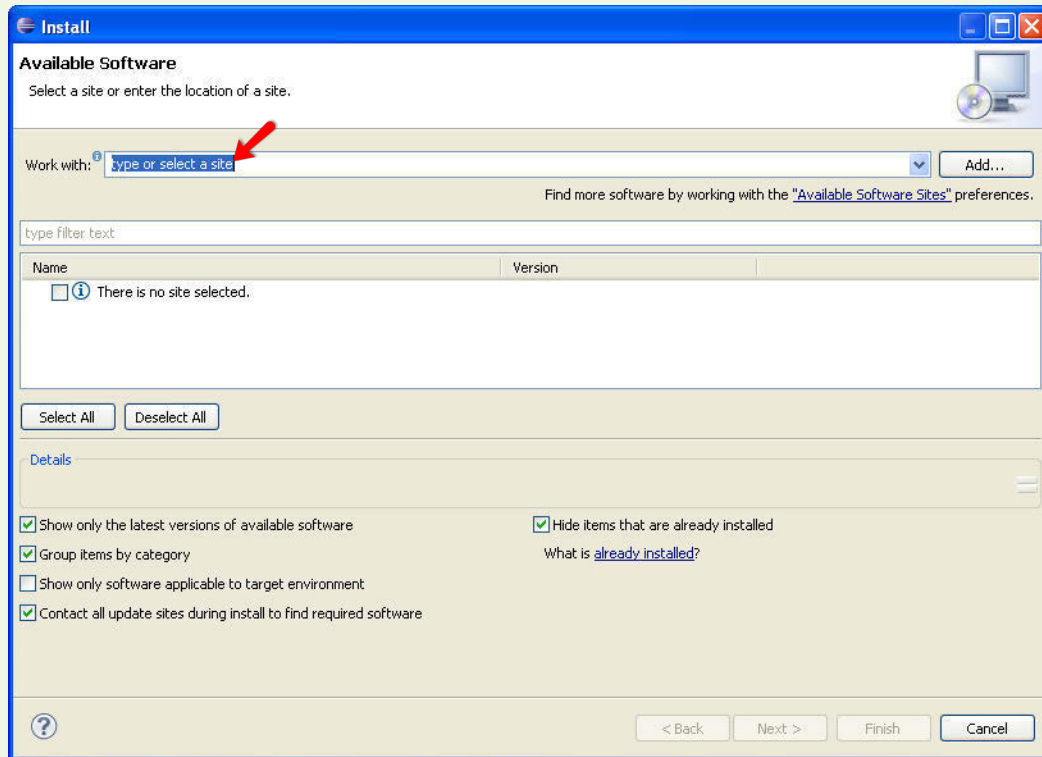 Install
Available Software
Select a site or enter the location of a site.
Work with: type or select a site Add...
Find more software by working with the "Available Software Sites" preferences.
type filter text
Name Version
There is no site selected.
Select All Deselect All
Details
Show only the latest versions of available software Hide items that are already installed
Group items by category What is already installed?
Show only software applicable to target environment
Contact all update sites during install to find required software
? < Back Next > Finish Cancel